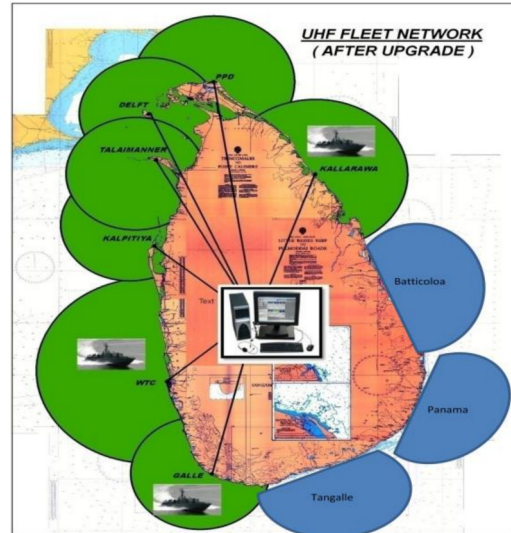 UHF FLEET NETWORK
( AFTER UPGRADE )
PPD
DELFT
TALAIMANNER
KALLARAWA
KALPITIYA
Batticoloa
Text
Panama
WTC
GALLE
Tangalle